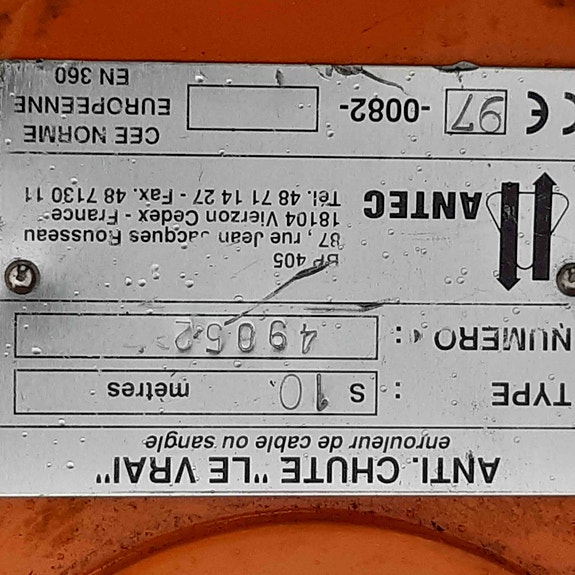 ANTI.CHUTE "LE VRAI"
enrouleur de cable ou sangle
TYPE : S 10 mètres
NUMERO : 49052
ANTEC
BP 405
87, rue Jean Jacques Rousseau
18104 Vierzon Cedex - France-
Tél. 48 71 14 27 - Fax. 48 7130 11
CE 97 -0082-
CEE NORME
EUROPEENNE
EN 360